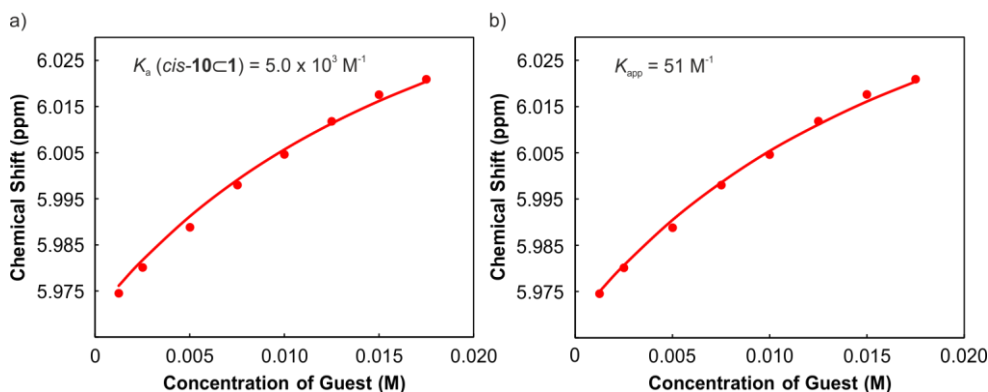 a)
K_a (cis-10⊂1) = 5.0 x 10³ M⁻¹
Chemical Shift (ppm)
6.025
6.015
6.005
5.995
5.985
5.975
0
0.005
0.010
0.015
0.020
Concentration of Guest (M)
b)
K_app = 51 M⁻¹
Chemical Shift (ppm)
6.025
6.015
6.005
5.995
5.985
5.975
0
0.005
0.010
0.015
0.020
Concentration of Guest (M)